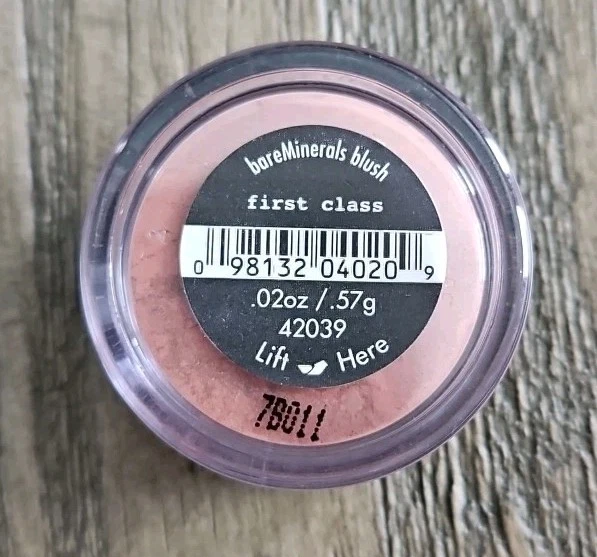 bareMinerals blush
first class
0 98132 04020 9
.02oz / .57g
42039
Lift Here
7B011